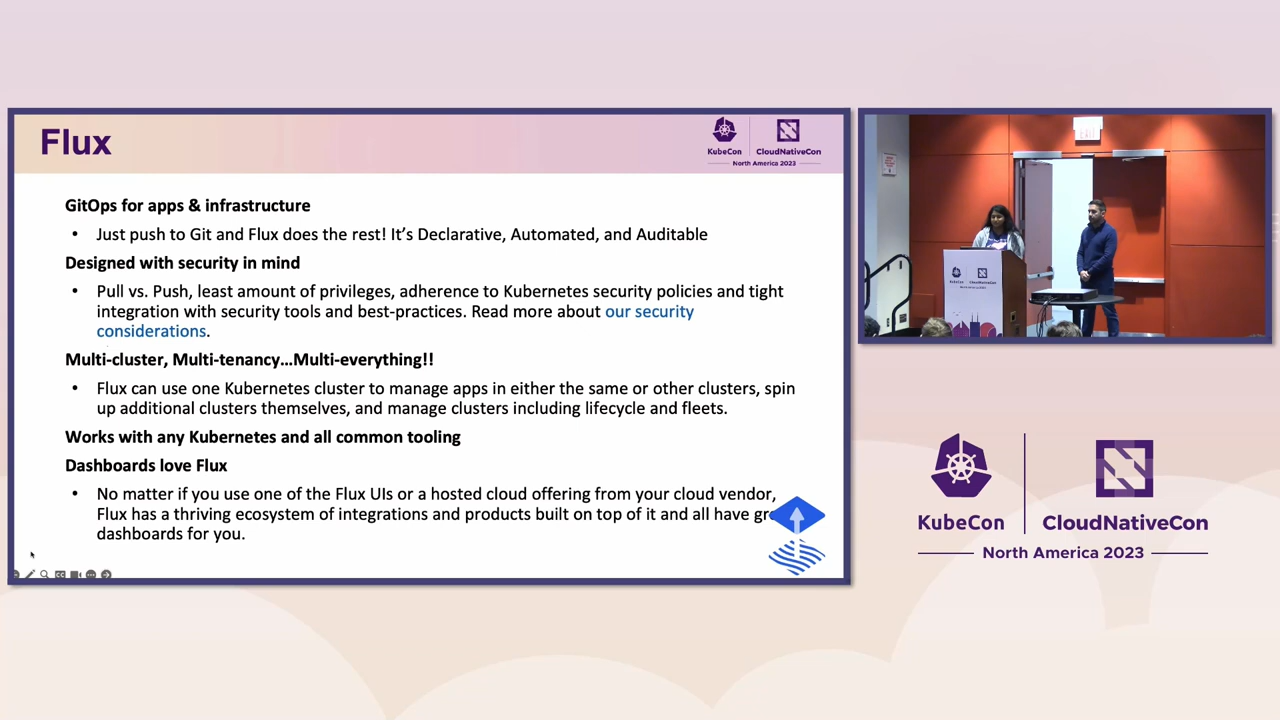 Flux
KubeCon
CloudNativeCon
North America 2023
GitOps for apps & infrastructure
• Just push to Git and Flux does the rest! It’s Declarative, Automated, and Auditable
Designed with security in mind
• Pull vs. Push, least amount of privileges, adherence to Kubernetes security policies and tight
integration with security tools and best-practices. Read more about our security
considerations.
Multi-cluster, Multi-tenancy…Multi-everything!!
• Flux can use one Kubernetes cluster to manage apps in either the same or other clusters, spin
up additional clusters themselves, and manage clusters including lifecycle and fleets.
Works with any Kubernetes and all common tooling
Dashboards love Flux
• No matter if you use one of the Flux UIs or a hosted cloud offering from your cloud vendor,
Flux has a thriving ecosystem of integrations and products built on top of it and all have
dashboards for you.
EXIT
KubeCon
CloudNativeCon
North America 2023